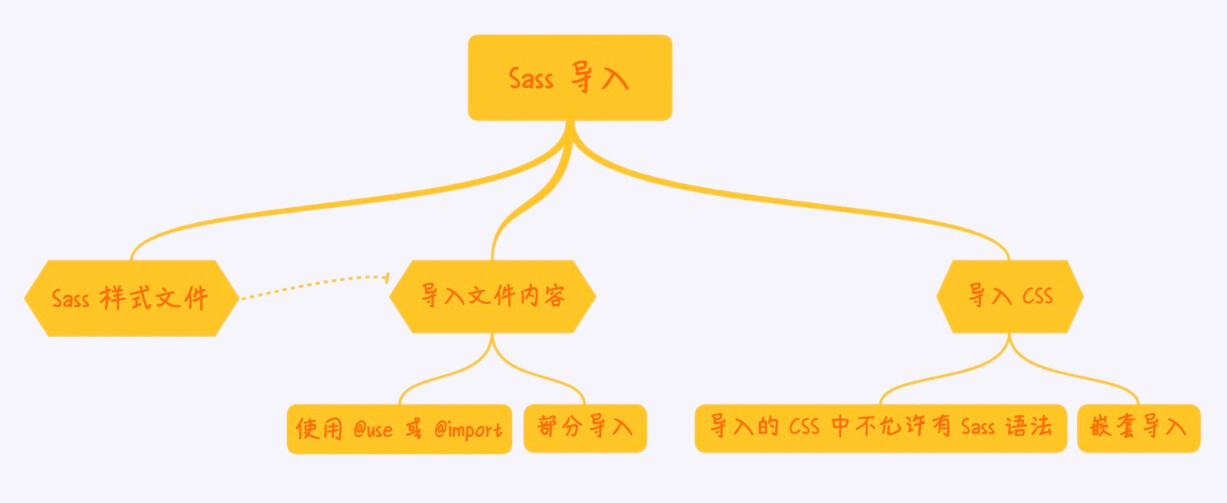 Sass 导入
Sass 样式文件
导入文件内容
导入 CSS
使用 @use 或 @import
部分导入
导入的 CSS 中不允许有 Sass 语法
嵌套导入